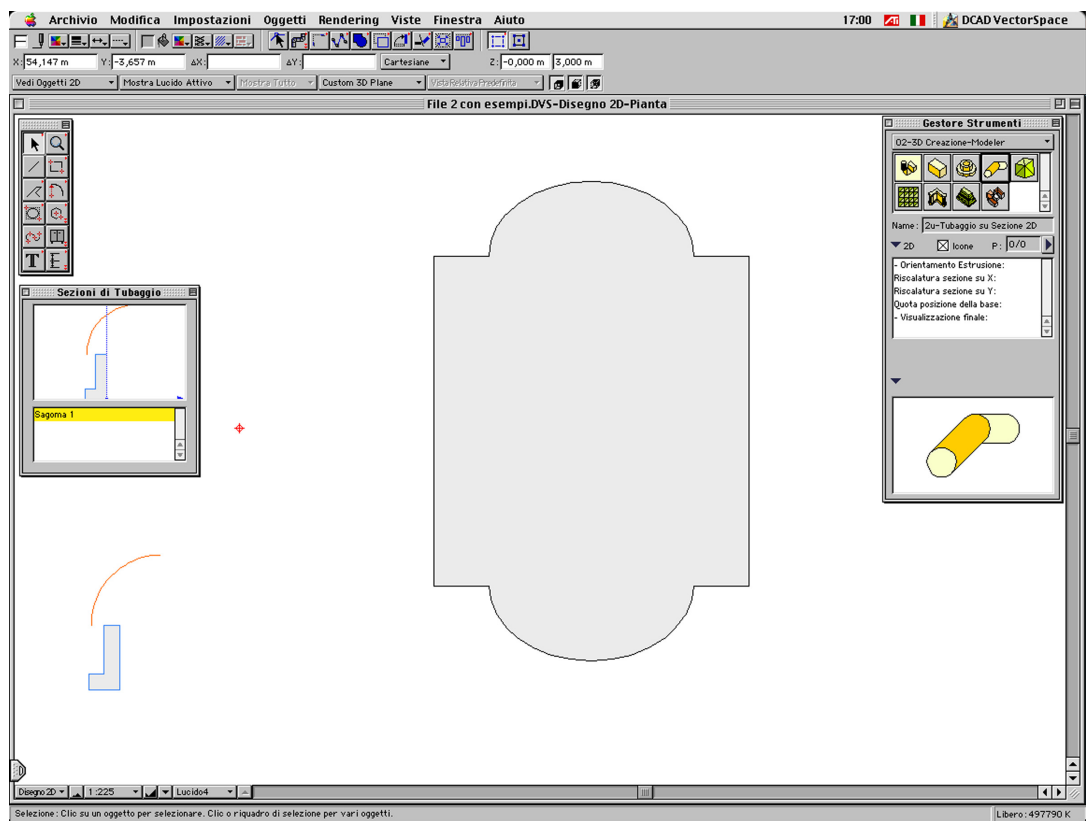 Archivio Modifica Impostazioni Oggetti Rendering Viste Finestra Aiuto 17:00 ATI DCAD VectorSpace
X: 54,147 m Y: -3,657 m ΔX: ΔY: Cartesiane Z: -0,000 m 3,000 m
Vedi Oggetti 2D Mostra Lucido Attivo Mostra Tutto Custom 3D Plane Vista Relativa Predefinita
File 2 con esempi.DVS-Disegno 2D-Pianta
T
Sezioni di Tubaggio
Sagoma 1
Gestore Strumenti
02-3D Creazione-Modeler
Name: 2u-Tubaggio su Sezione 2D
2D Icone P: 0/0
- Orientamento Estrusione:
Riscalatura sezione su X:
Riscalatura sezione su Y:
Quota posizione della base:
- Visualizzazione finale:
Disegno 2D 1:225 Lucido4
Selezione: Clic su un oggetto per selezionare. Clic o riquadro di selezione per vari oggetti. Libero: 497790 K